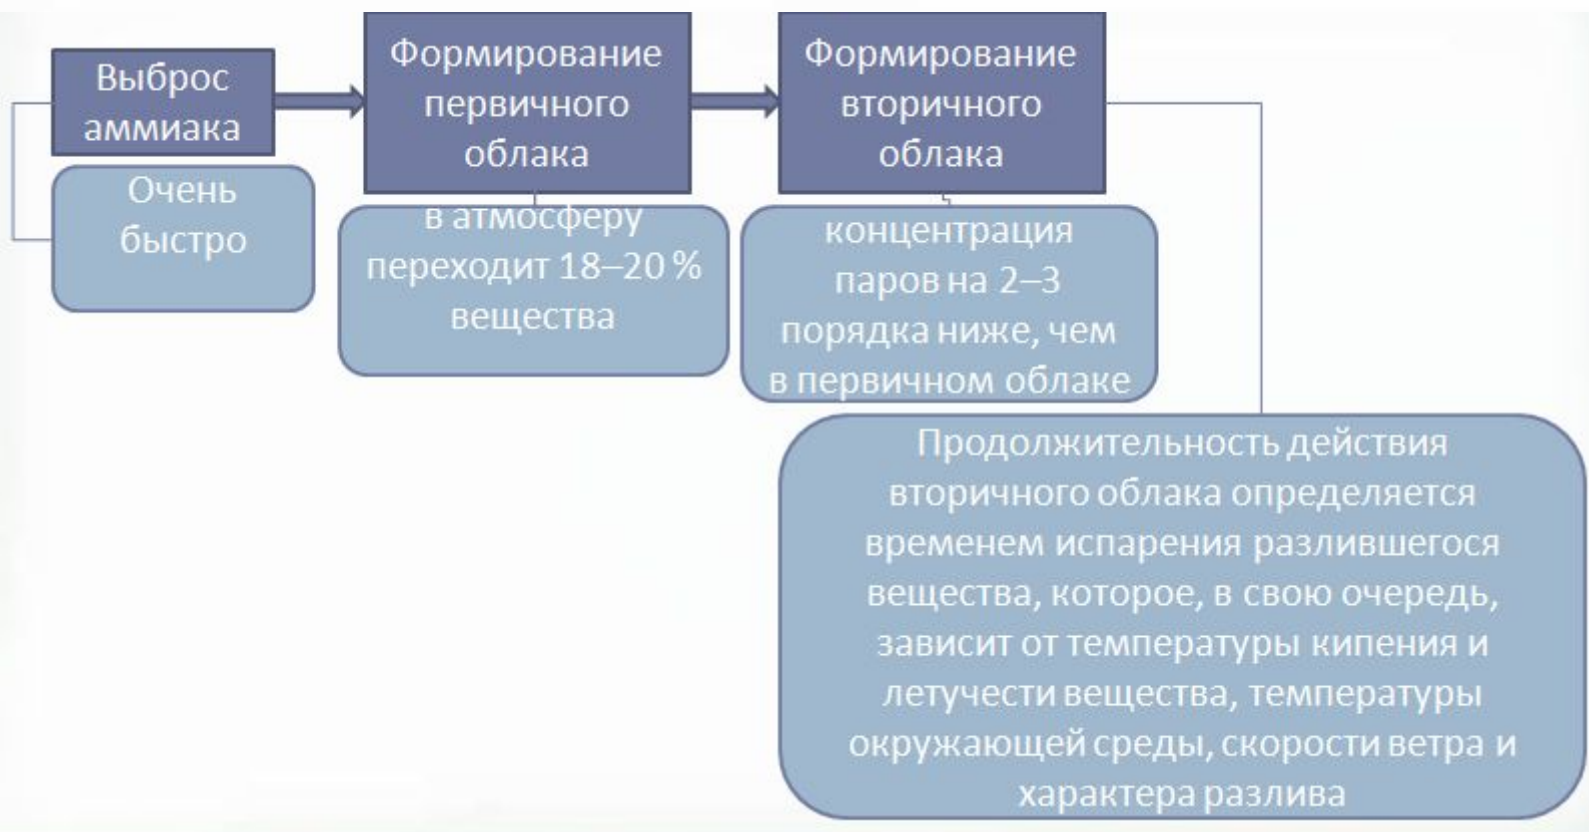 Выброс
аммиака
Очень
быстро
Формирование
первичного
облака
в атмосферу
переходит 18–20 %
вещества
Формирование
вторичного
облака
концентрация
паров на 2–3
порядка ниже, чем
в первичном облаке
Продолжительность действия
вторичного облака определяется
временем испарения разлившегося
вещества, которое, в свою очередь,
зависит от температуры кипения и
летучести вещества, температуры
окружающей среды, скорости ветра и
характера разлива